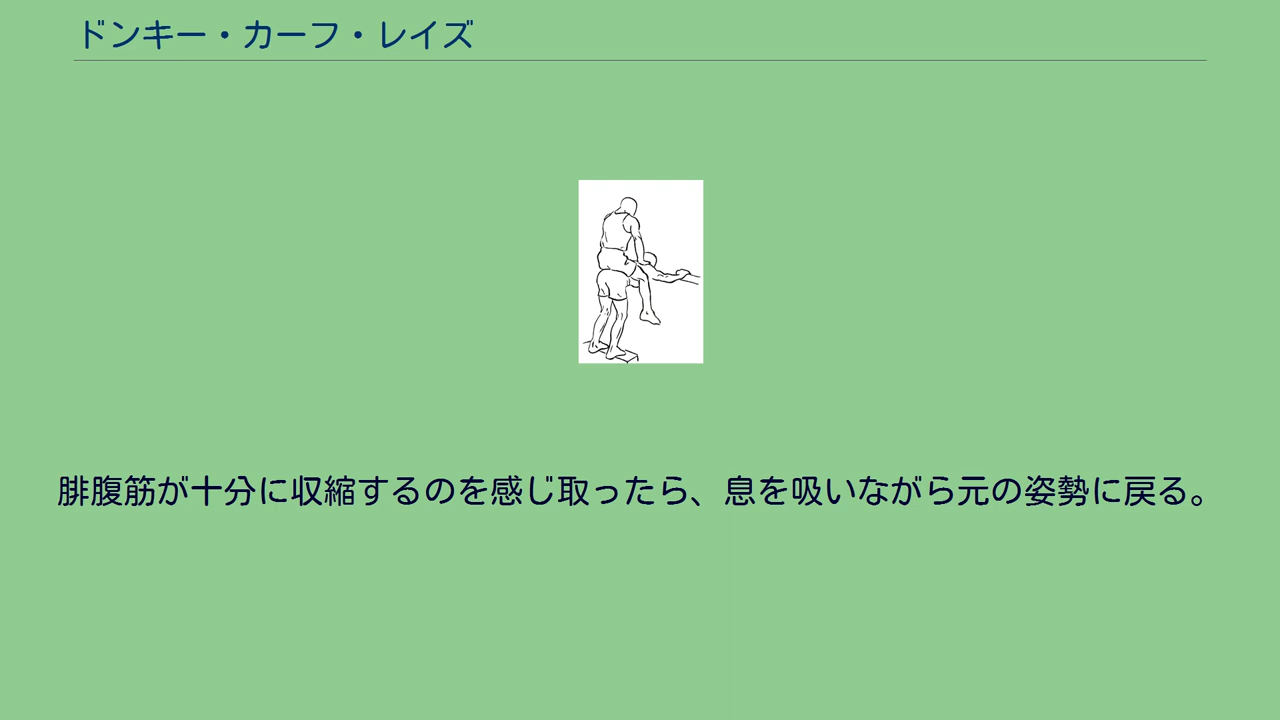 ドンキー・カーフ・レイズ
腓腹筋が十分に収縮するのを感じ取ったら、息を吸いながら元の姿勢に戻る。